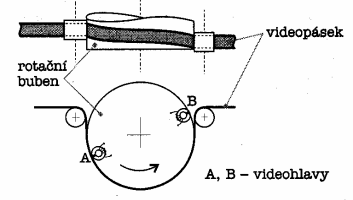 videopásek
rotační
buben
B
A
A, B – videohlavy